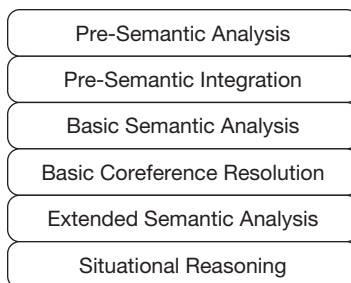 Pre-Semantic Analysis
Pre-Semantic Integration
Basic Semantic Analysis
Basic Coreference Resolution
Extended Semantic Analysis
Situational Reasoning